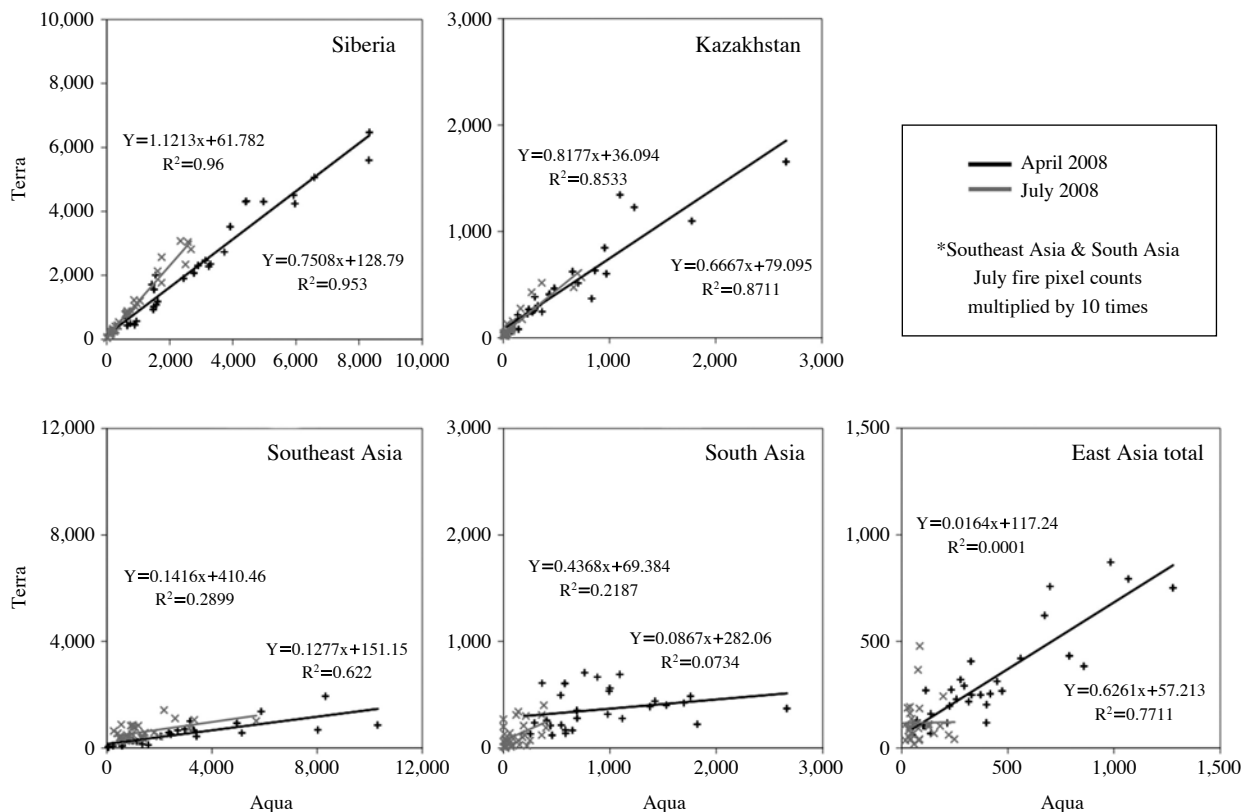 10,000
8,000
6,000
4,000
2,000
0
Terra
Siberia
Y=1.1213x+61.782
R²=0.96
Y=0.7508x+128.79
R²=0.953
0 2,000 4,000 6,000 8,000 10,000
3,000
2,000
1,000
0
Kazakhstan
Y=0.8177x+36.094
R²=0.8533
Y=0.6667x+79.095
R²=0.8711
0 1,000 2,000 3,000
April 2008
July 2008
*Southeast Asia & South Asia
July fire pixel counts
multiplied by 10 times
12,000
8,000
4,000
0
Terra
Southeast Asia
Y=0.1416x+410.46
R²=0.2899
Y=0.1277x+151.15
R²=0.622
0 4,000 8,000 12,000
Aqua
3,000
2,000
1,000
0
South Asia
Y=0.4368x+69.384
R²=0.2187
Y=0.0867x+282.06
R²=0.0734
0 1,000 2,000 3,000
Aqua
1,500
1,000
500
0
East Asia total
Y=0.0164x+117.24
R²=0.0001
Y=0.6261x+57.213
R²=0.7711
0 500 1,000 1,500
Aqua